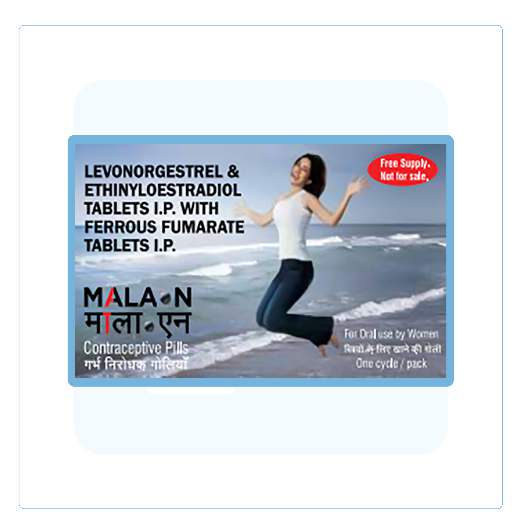 Free Supply.
Not for sale.
LEVONORGESTREL &
ETHINYLOESTRADIOL
TABLETS I.P. WITH
FERROUS FUMARATE
TABLETS I.P.
MALA N
माला एन
Contraceptive Pills
गर्भ निरोधक गोलियाँ
For Oral use by Women
स्त्रियों के लिए खाने की गोली
One cycle / pack